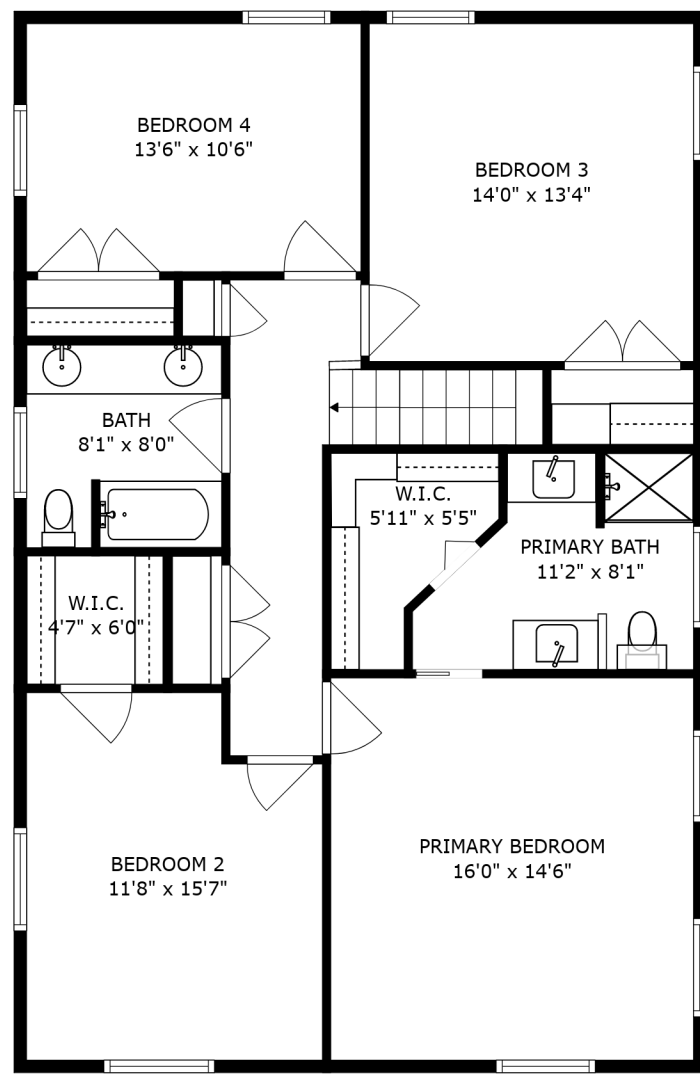 BEDROOM 4
13'6" x 10'6"
BEDROOM 3
14'0" x 13'4"
BATH
8'1" x 8'0"
W.I.C.
5'11" x 5'5"
PRIMARY BATH
11'2" x 8'1"
W.I.C.
4'7" x 6'0"
PRIMARY BEDROOM
16'0" x 14'6"
BEDROOM 2
11'8" x 15'7"